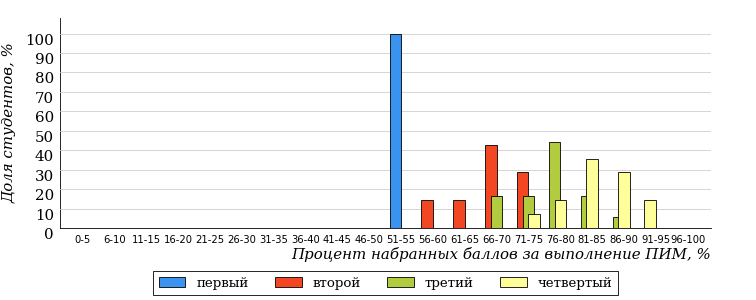 Доля студентов, %
100
90
80
70
60
50
40
30
20
10
0
0-5 6-10 11-15 16-20 21-25 26-30 31-35 36-40 41-45 46-50 51-55 56-60 61-65 66-70 71-75 76-80 81-85 86-90 91-95 96-100
Процент набранных баллов за выполнение ПИМ, %
первый второй третий четвертый